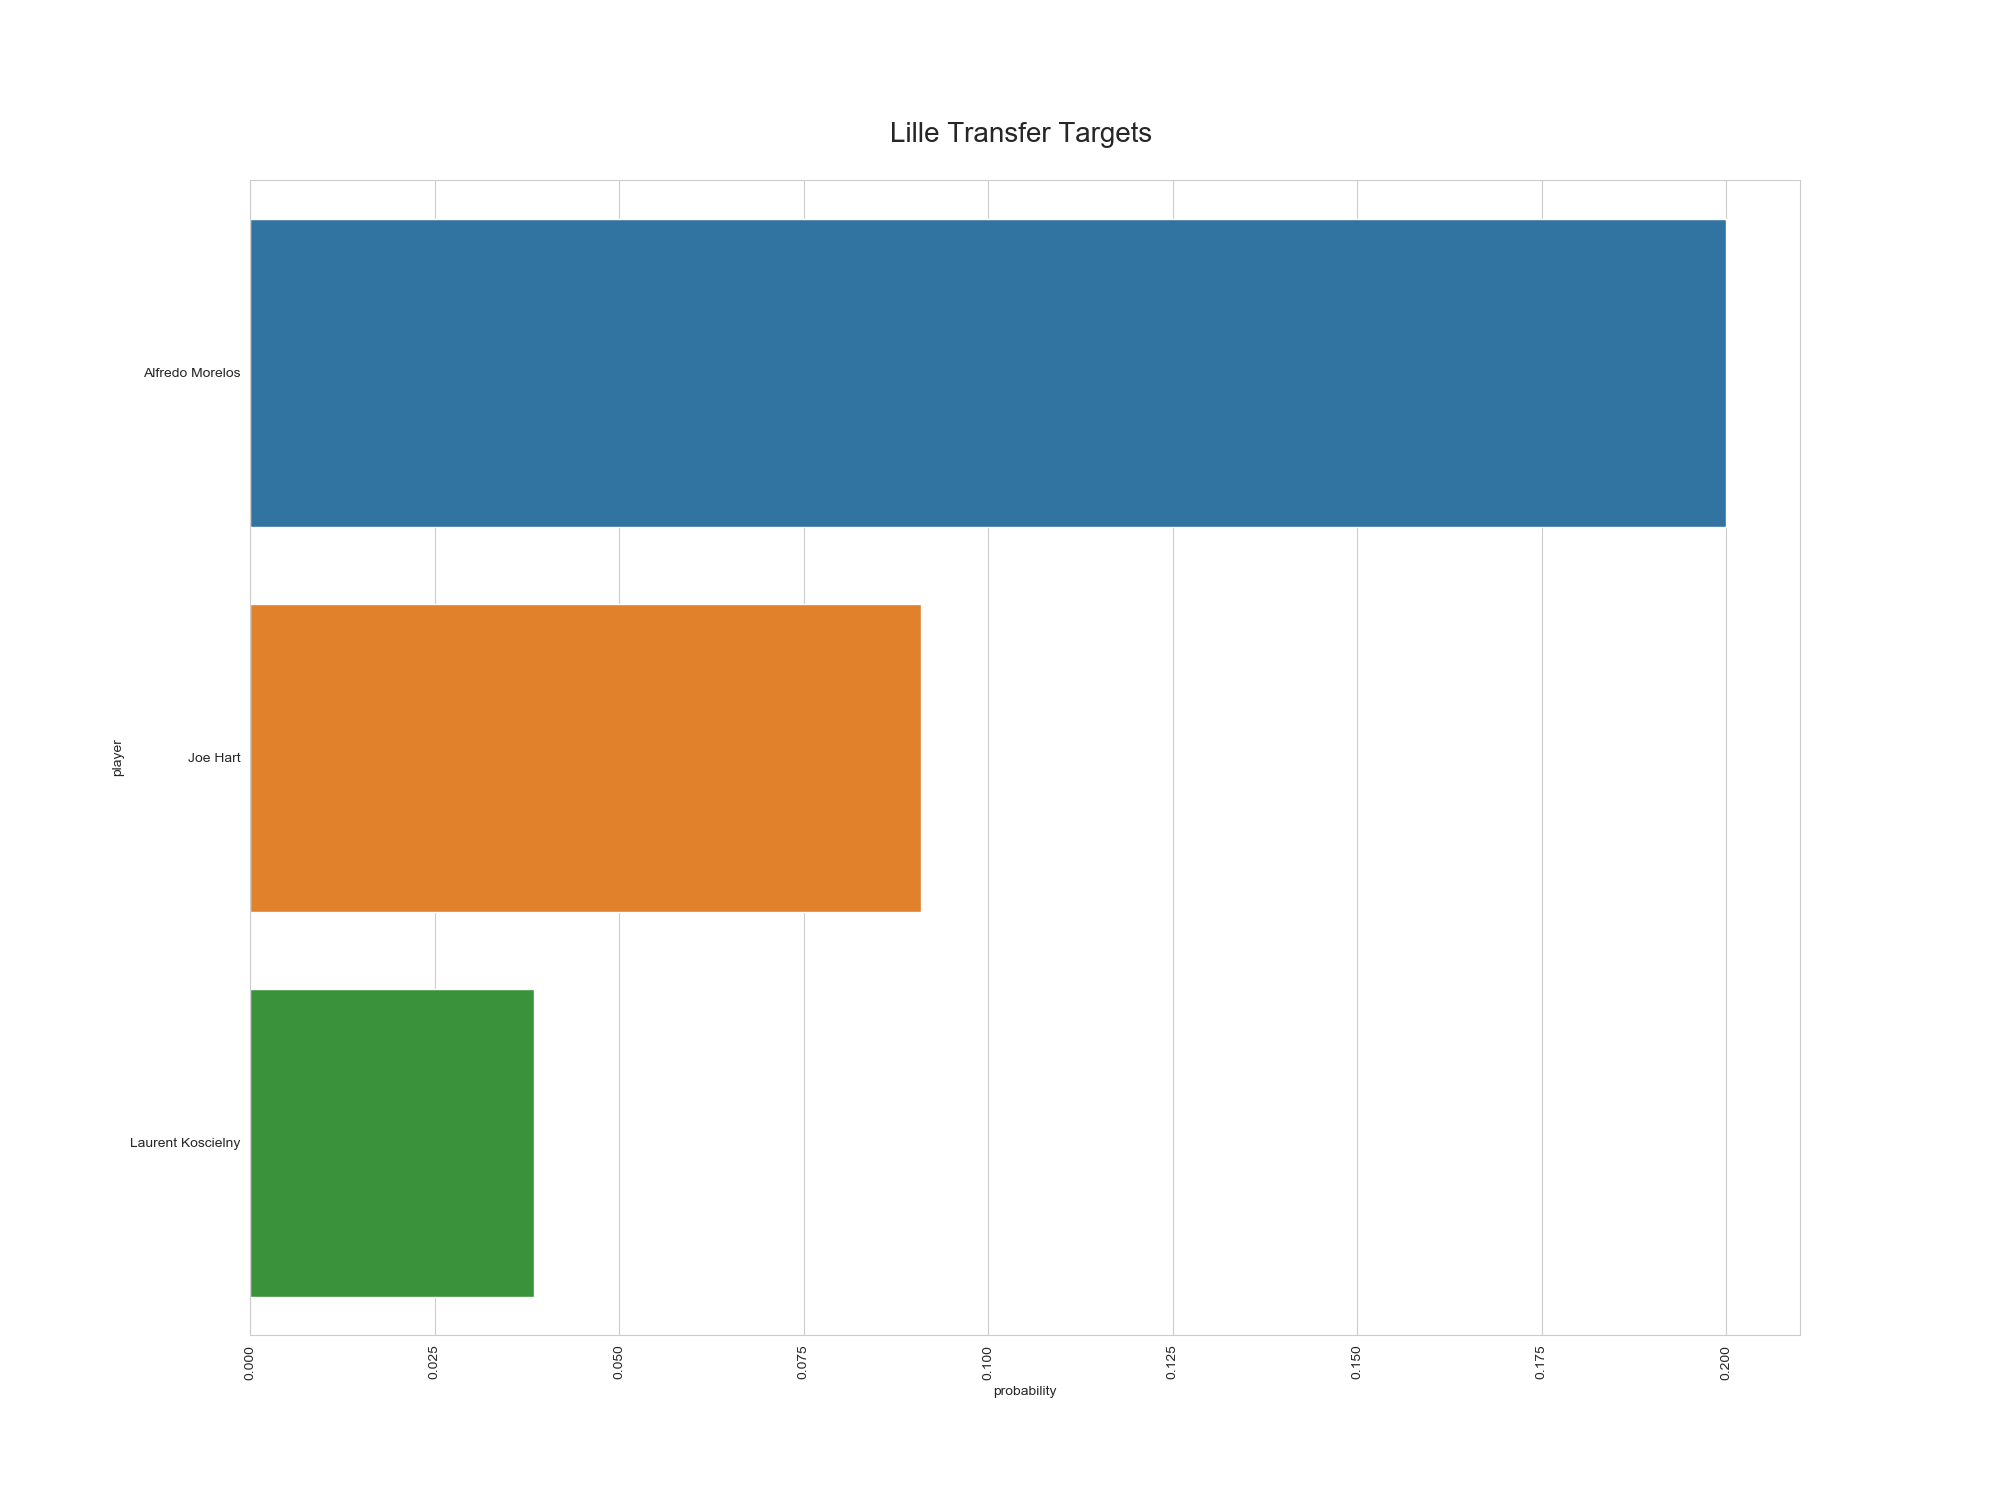 Lille Transfer Targets
Alfredo Morelos
Joe Hart
Laurent Koscielny
player
0.000
0.025
0.050
0.075
0.100
0.125
0.150
0.175
0.200
probability